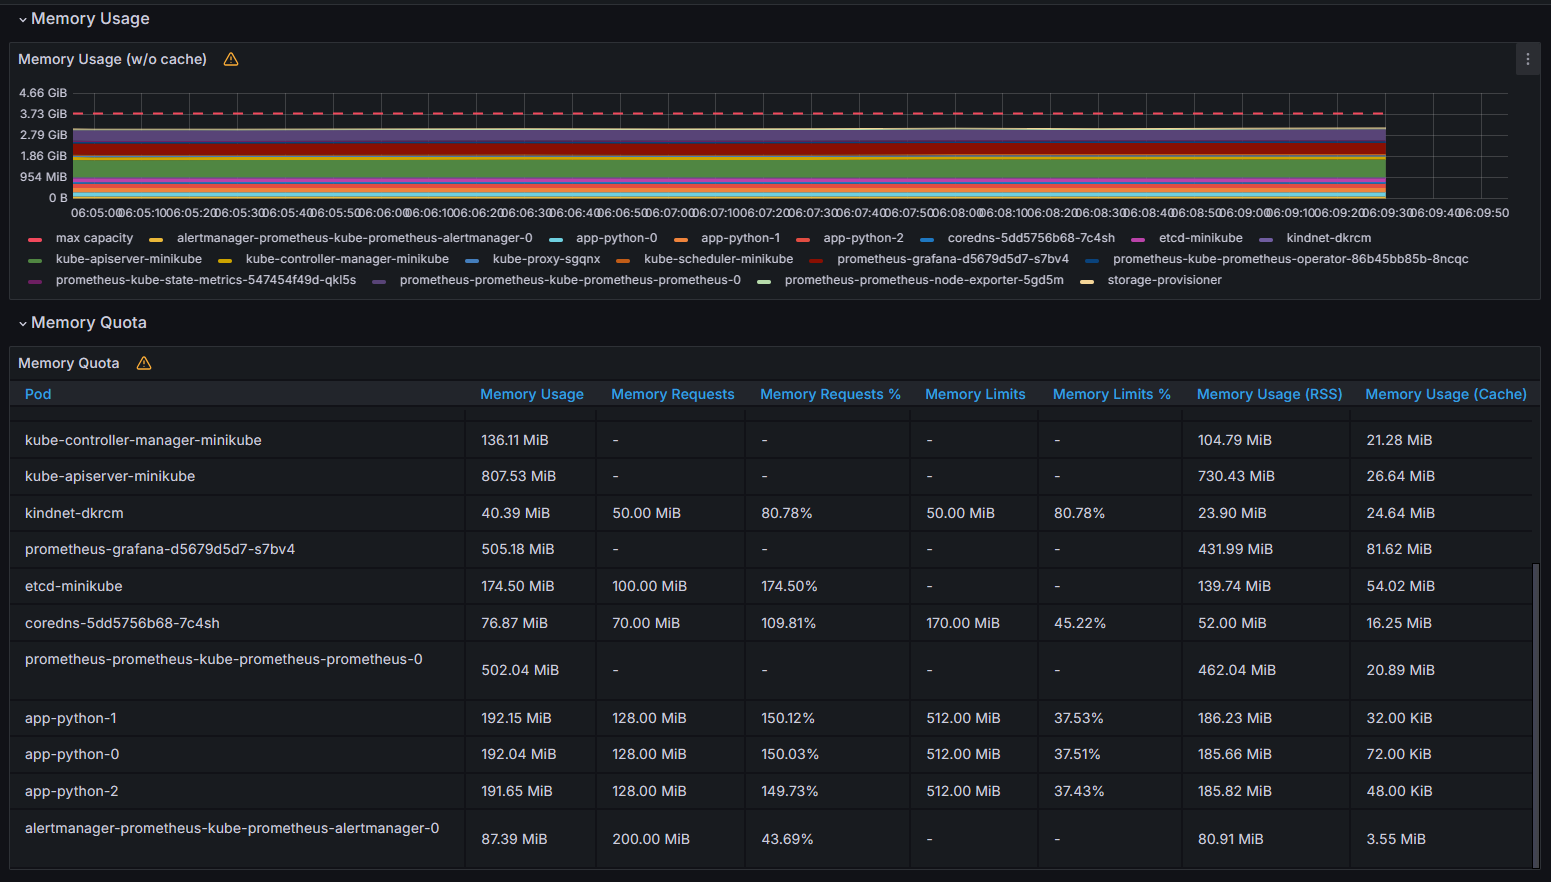 Memory Usage
Memory Usage (w/o cache)
4.66 GiB
3.73 GiB
2.79 GiB
1.86 GiB
954 MiB
0 B
06:05:00 06:05:10 06:05:20 06:05:30 06:05:40 06:05:50 06:06:00 06:06:10 06:06:20 06:06:30 06:06:40 06:06:50 06:07:00 06:07:10 06:07:20 06:07:30 06:07:40 06:07:50 06:08:00 06:08:10 06:08:20 06:08:30 06:08:40 06:08:50 06:09:00 06:09:10 06:09:20 06:09:30 06:09:40 06:09:50
max capacity alertmanager-prometheus-kube-prometheus-alertmanager-0 app-python-0 app-python-1 app-python-2 coredns-5dd5756b68-7c4sh etcd-minikube kindnet-dkrcm
kube-apiserver-minikube kube-controller-manager-minikube kube-proxy-sgqnx kube-scheduler-minikube prometheus-grafana-d5679d5d7-s7bv4 prometheus-kube-prometheus-operator-86b45bb85b-8ncqc
prometheus-kube-state-metrics-547454f49d-qkl5s prometheus-prometheus-kube-prometheus-prometheus-0 prometheus-prometheus-node-exporter-5gd5m storage-provisioner
Memory Quota
Memory Quota
Pod Memory Usage Memory Requests Memory Requests % Memory Limits Memory Limits % Memory Usage (RSS) Memory Usage (Cache)
kube-controller-manager-minikube 136.11 MiB - - - - 104.79 MiB 21.28 MiB
kube-apiserver-minikube 807.53 MiB - - - - 730.43 MiB 26.64 MiB
kindnet-dkrcm 40.39 MiB 50.00 MiB 80.78% 50.00 MiB 80.78% 23.90 MiB 24.64 MiB
prometheus-grafana-d5679d5d7-s7bv4 505.18 MiB - - - - 431.99 MiB 81.62 MiB
etcd-minikube 174.50 MiB 100.00 MiB 174.50% - - 139.74 MiB 54.02 MiB
coredns-5dd5756b68-7c4sh 76.87 MiB 70.00 MiB 109.81% 170.00 MiB 45.22% 52.00 MiB 16.25 MiB
prometheus-prometheus-kube-prometheus-prometheus-0 502.04 MiB - - - - 462.04 MiB 20.89 MiB
app-python-1 192.15 MiB 128.00 MiB 150.12% 512.00 MiB 37.53% 186.23 MiB 32.00 KiB
app-python-0 192.04 MiB 128.00 MiB 150.03% 512.00 MiB 37.51% 185.66 MiB 72.00 KiB
app-python-2 191.65 MiB 128.00 MiB 149.73% 512.00 MiB 37.43% 185.82 MiB 48.00 KiB
alertmanager-prometheus-kube-prometheus-alertmanager-0 87.39 MiB 200.00 MiB 43.69% - - 80.91 MiB 3.55 MiB